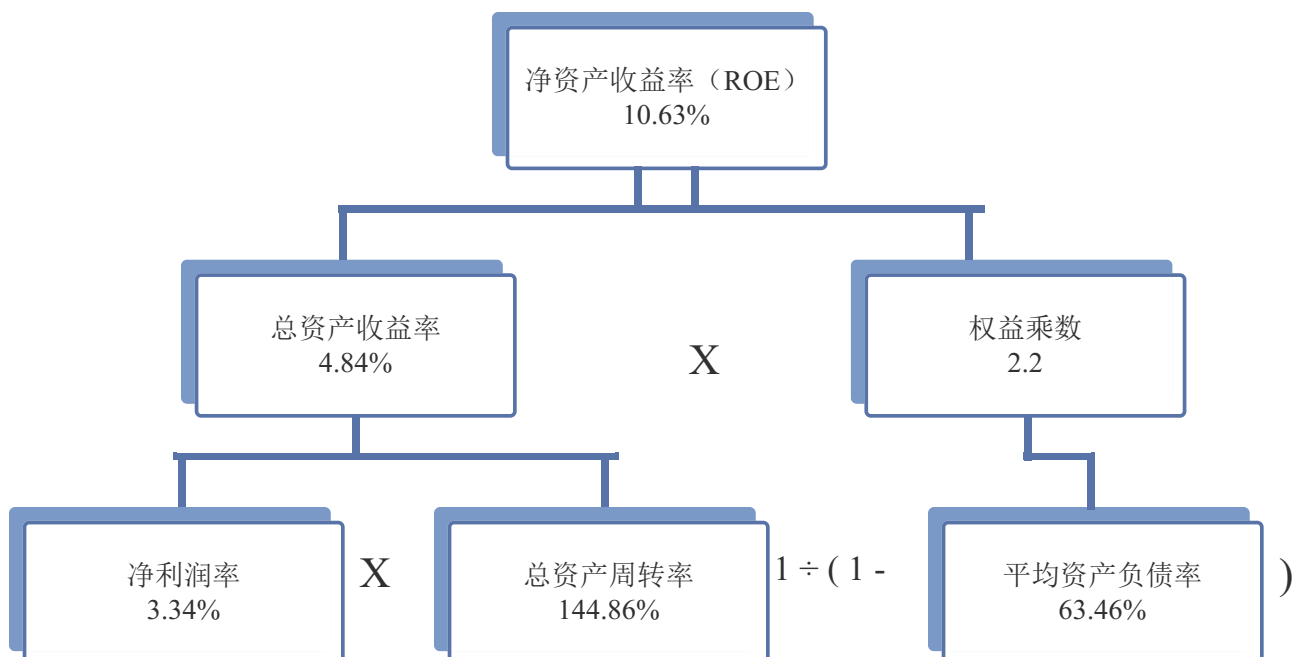 净资产收益率（ROE）
10.63%
总资产收益率
4.84%
X
权益乘数
2.2
净利润率
3.34%
X
总资产周转率
144.86%
1 ÷ ( 1 -
平均资产负债率
63.46%
)